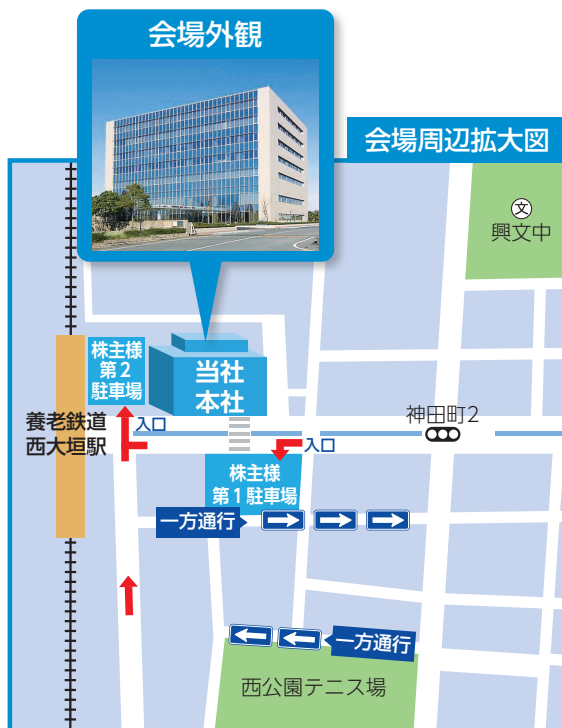 会場外観
会場周辺拡大図
文
興文中
株主様
第2
駐車場
当社
本社
養老鉄道
西大垣駅
入口
神田町2
入口
株主様
第1駐車場
一方通行
一方通行
西公園テニス場